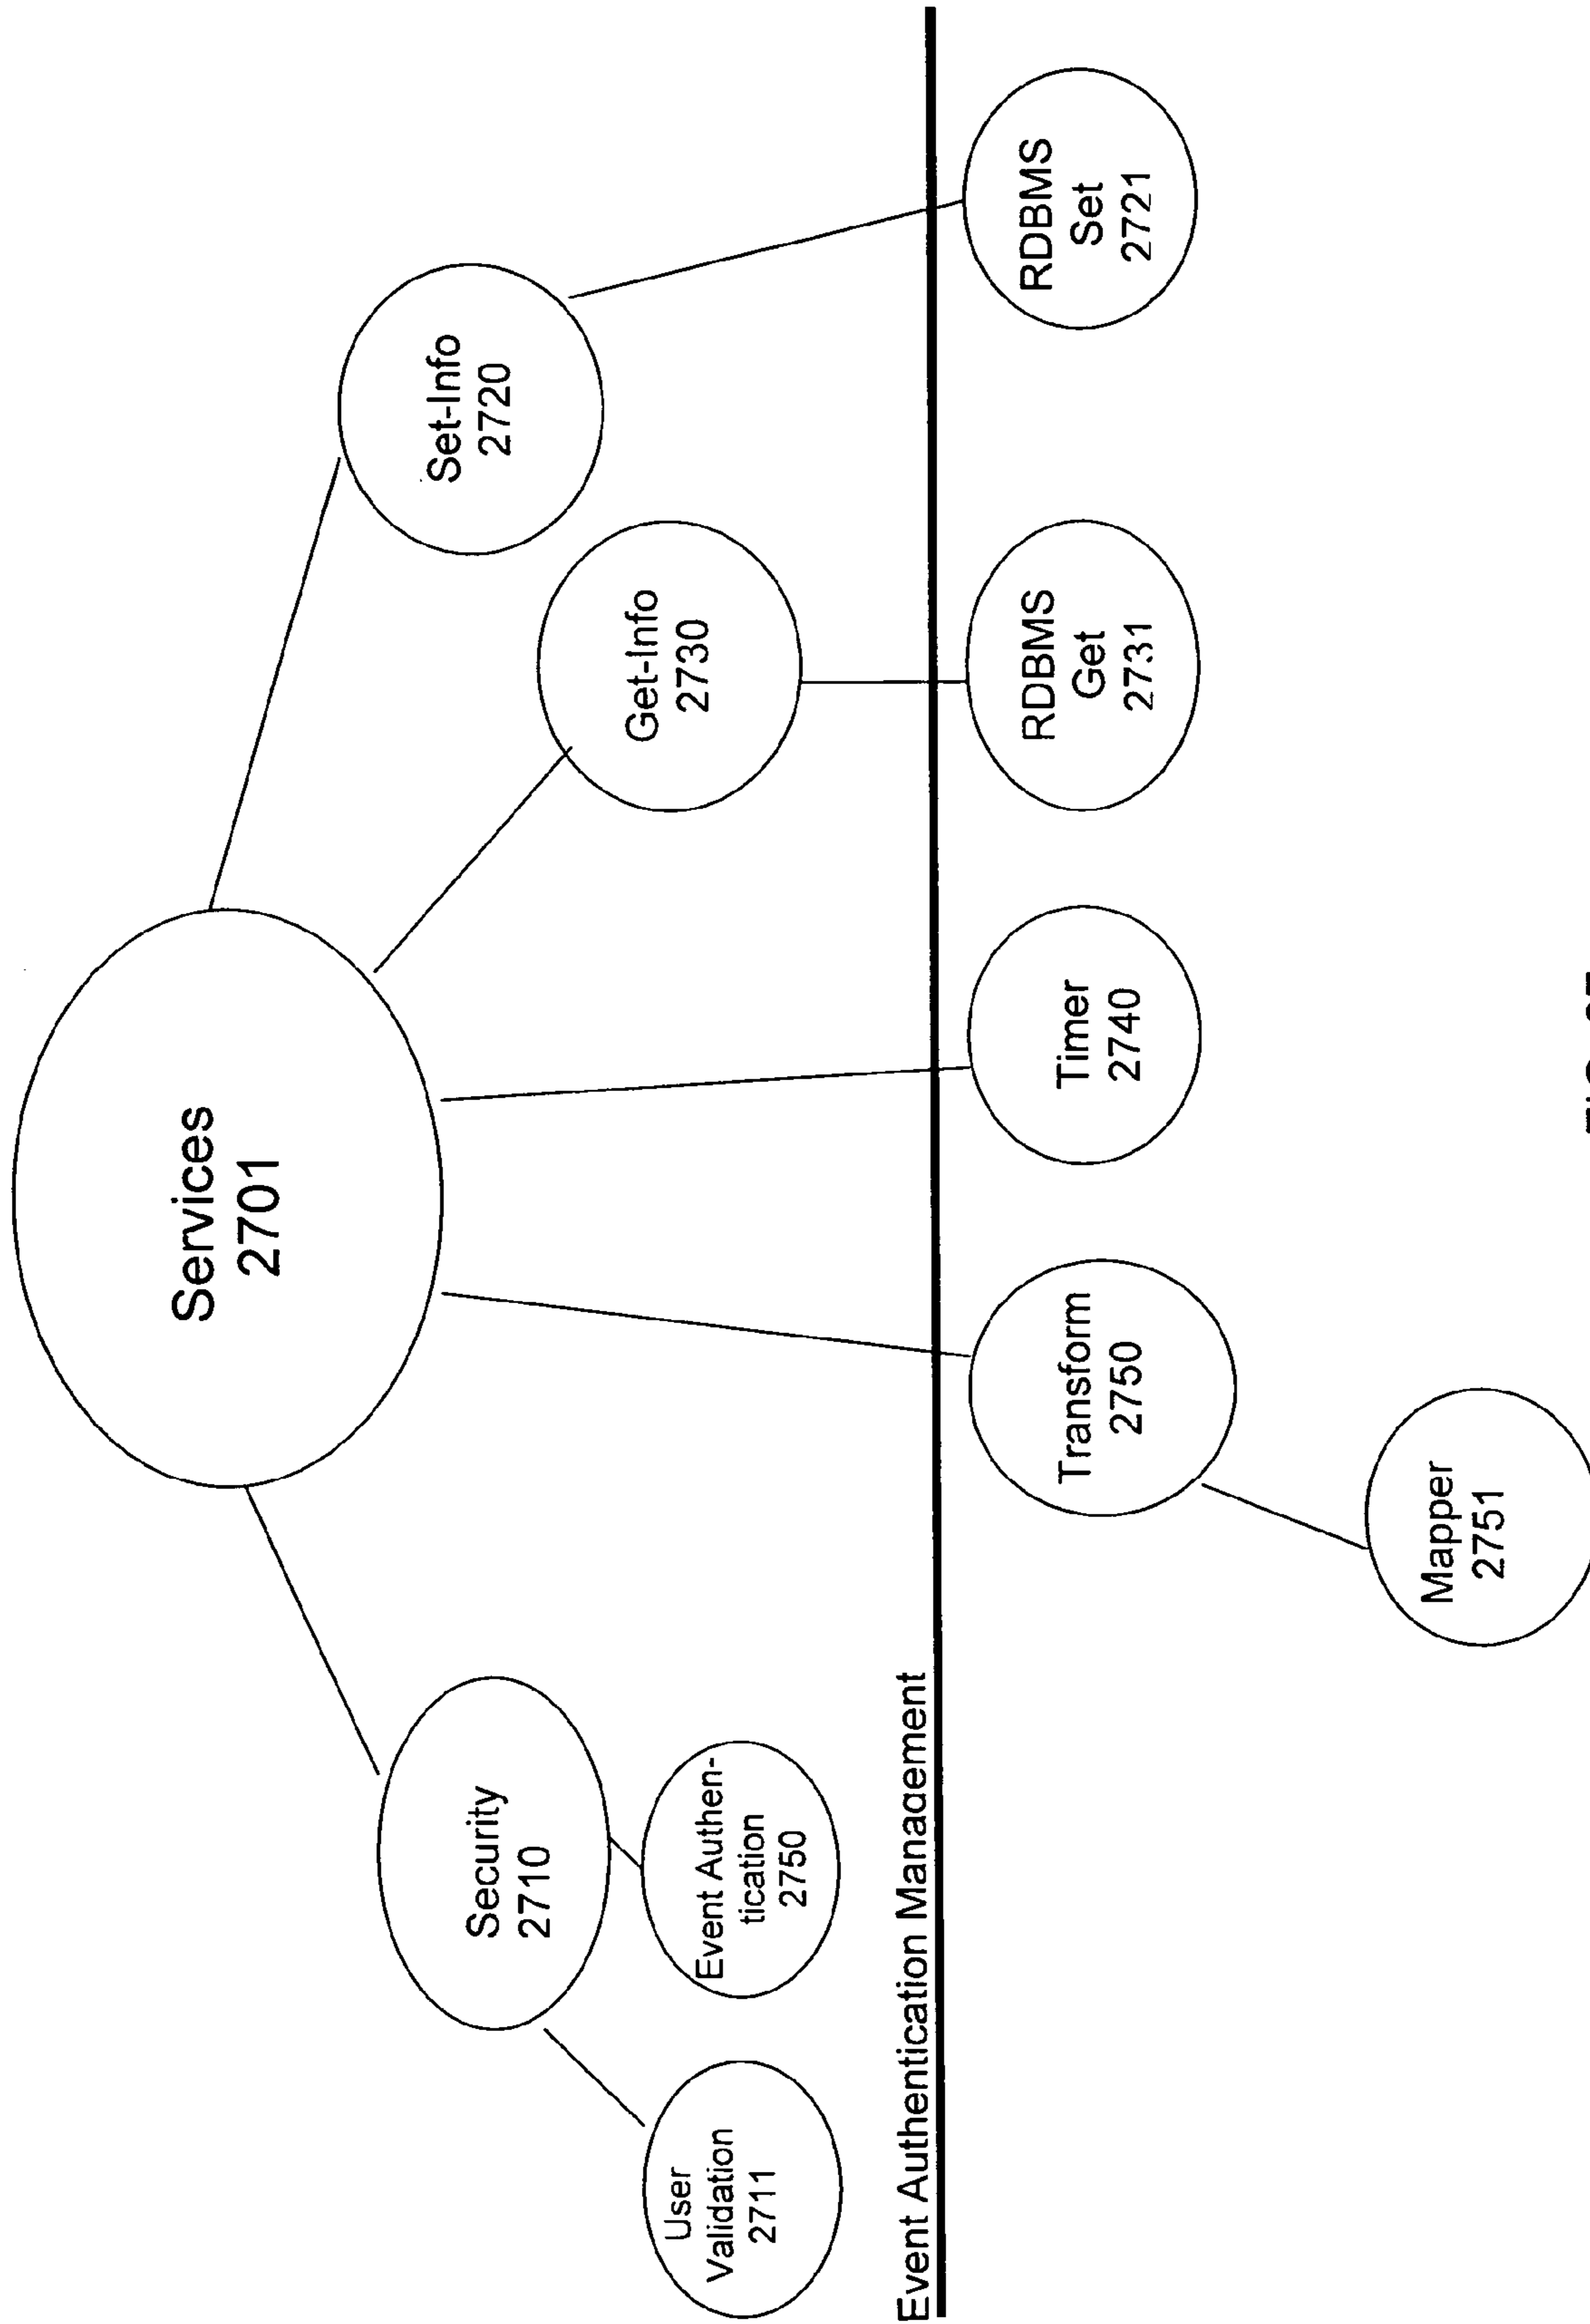 Services
2701
Set-Info
2720
Security
2710
Get-Info
2730
User
Validation
2711
Event Authen-
tication
2750
Event Authentication Management
Transform
2750
Timer
2740
RDBMS
Get
2731
RDBMS
Set
2721
Mapper
2751